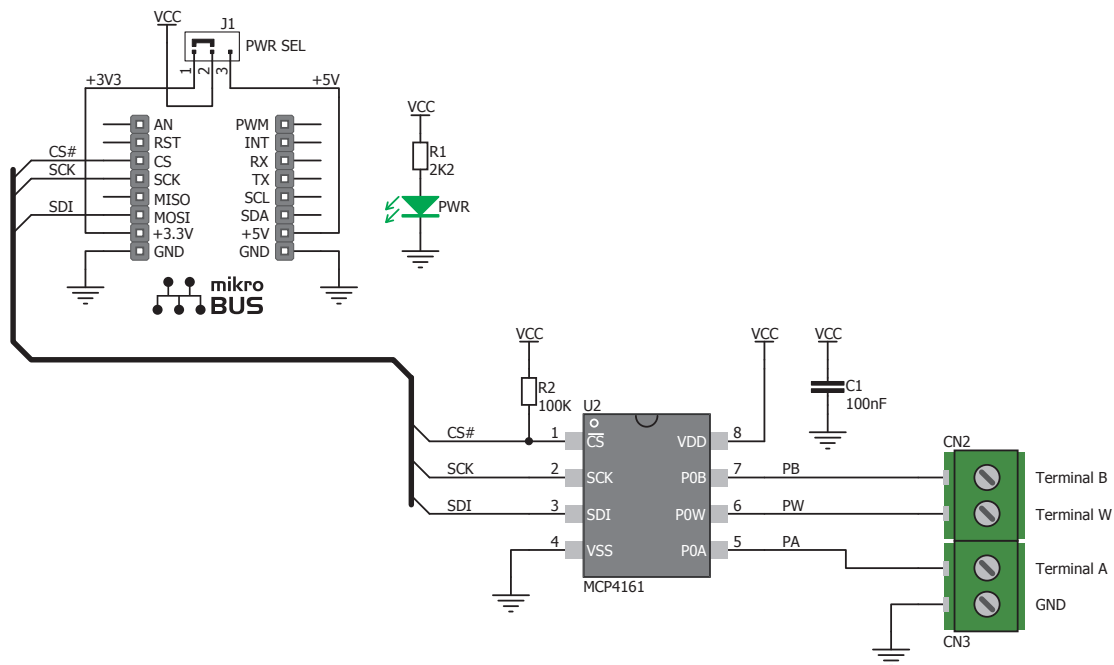 VCC
J1
PWR SEL
1
2
3
+3V3
+5V
AN
RST
CS
SCK
MISO
MOSI
+3.3V
GND
PWM
INT
RX
TX
SCL
SDA
+5V
GND
CS#
SCK
SDI
mikro
BUS
VCC
R1
2K2
PWR
VCC
R2
100K
VCC
VCC
C1
100nF
U2
CS# 1 CS
SCK 2 SCK
SDI 3 SDI
4 VSS
VDD 8
P0B 7 PB
P0W 6 PW
P0A 5 PA
MCP4161
CN2
Terminal B
Terminal W
Terminal A
GND
CN3